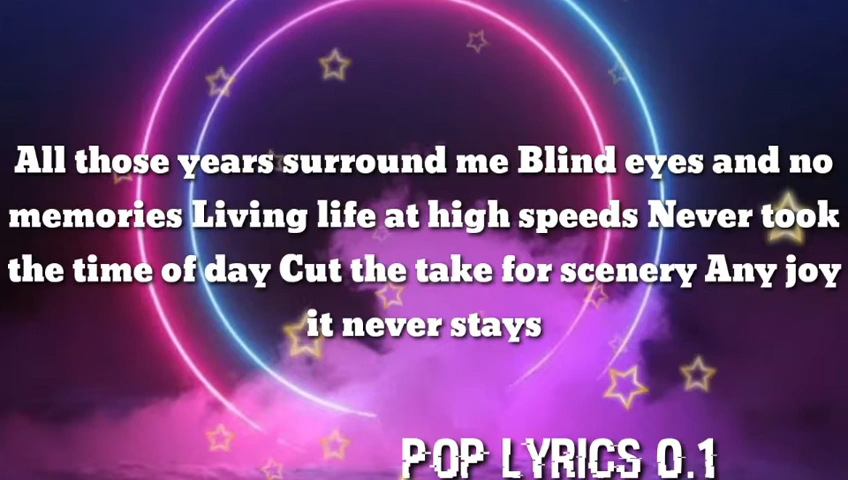 All those years surround me Blind eyes and no
memories Living life at high speeds Never took
the time of day Cut the take for scenery Any joy
it never stays
POP LYRICS 0.1